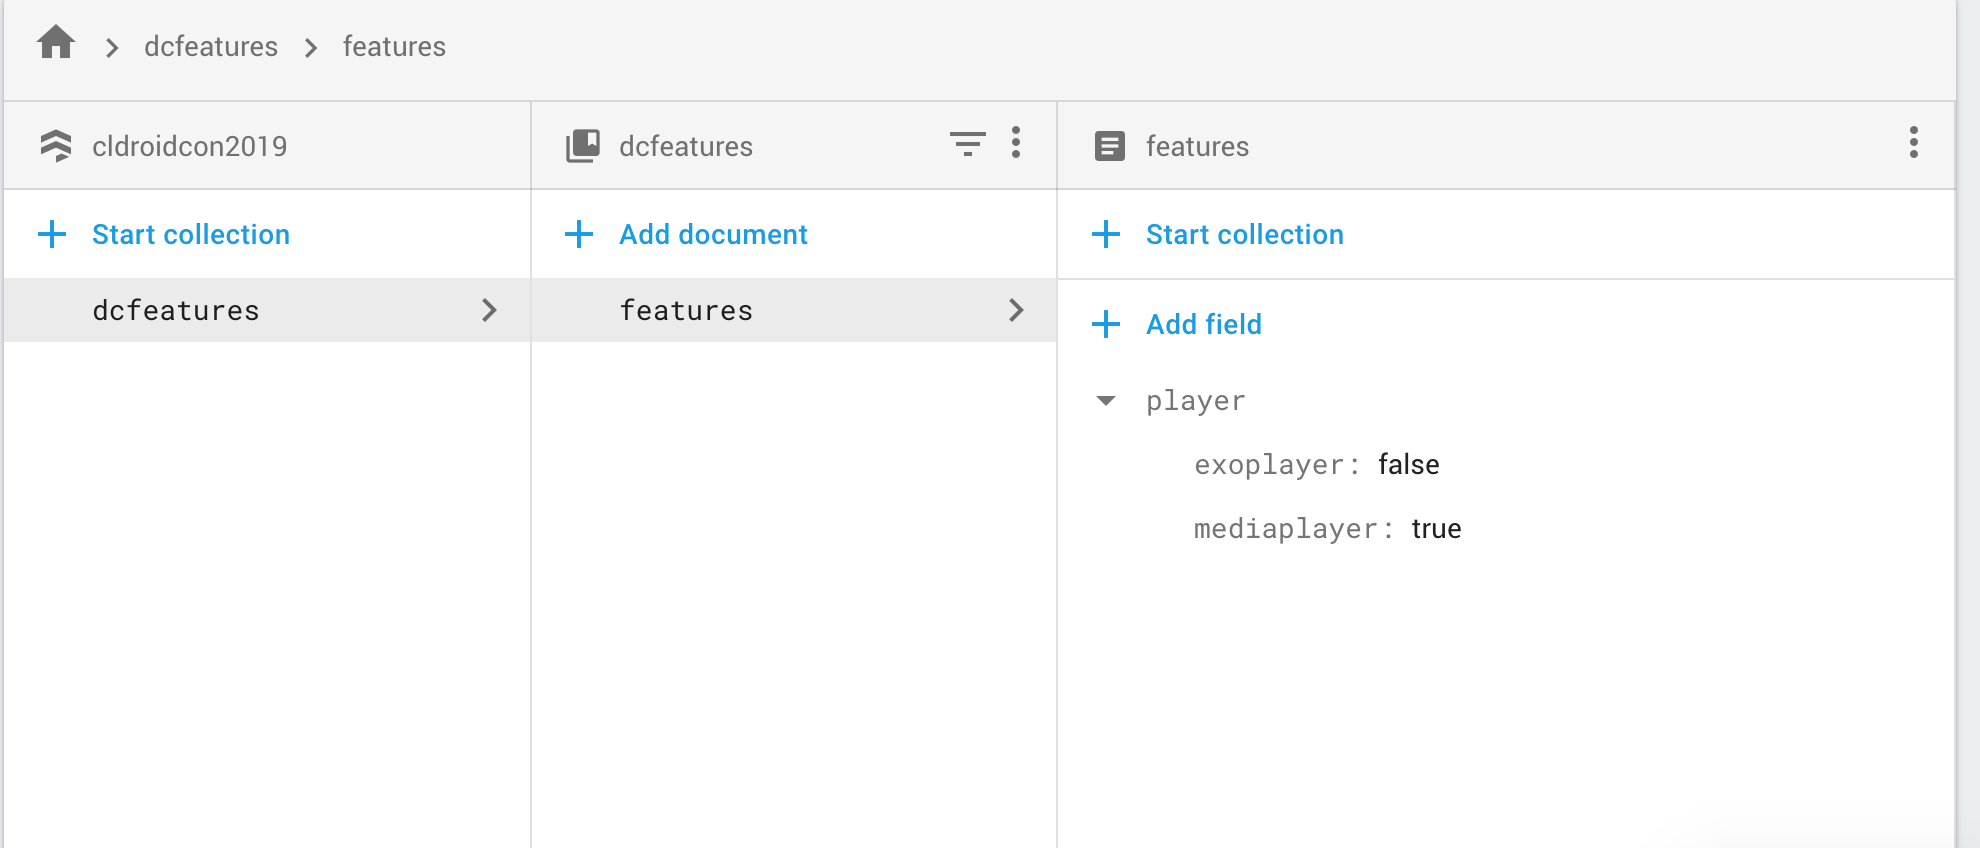 dcfeatures features
cldroidcon2019
dcfeatures
features
Start collection
Add document
Start collection
dcfeatures
features
Add field
player
exoplayer: false
mediaplayer: true